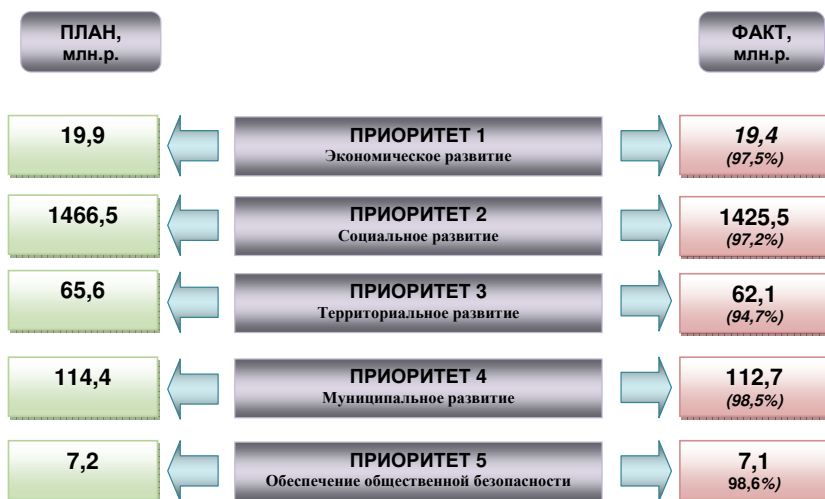 ПЛАН,
млн.р.
ФАКТ,
млн.р.
19,9
ПРИОРИТЕТ 1
Экономическое развитие
19,4
(97,5%)
1466,5
ПРИОРИТЕТ 2
Социальное развитие
1425,5
(97,2%)
65,6
ПРИОРИТЕТ 3
Территориальное развитие
62,1
(94,7%)
114,4
ПРИОРИТЕТ 4
Муниципальное развитие
112,7
(98,5%)
7,2
ПРИОРИТЕТ 5
Обеспечение общественной безопасности
7,1
98,6%)